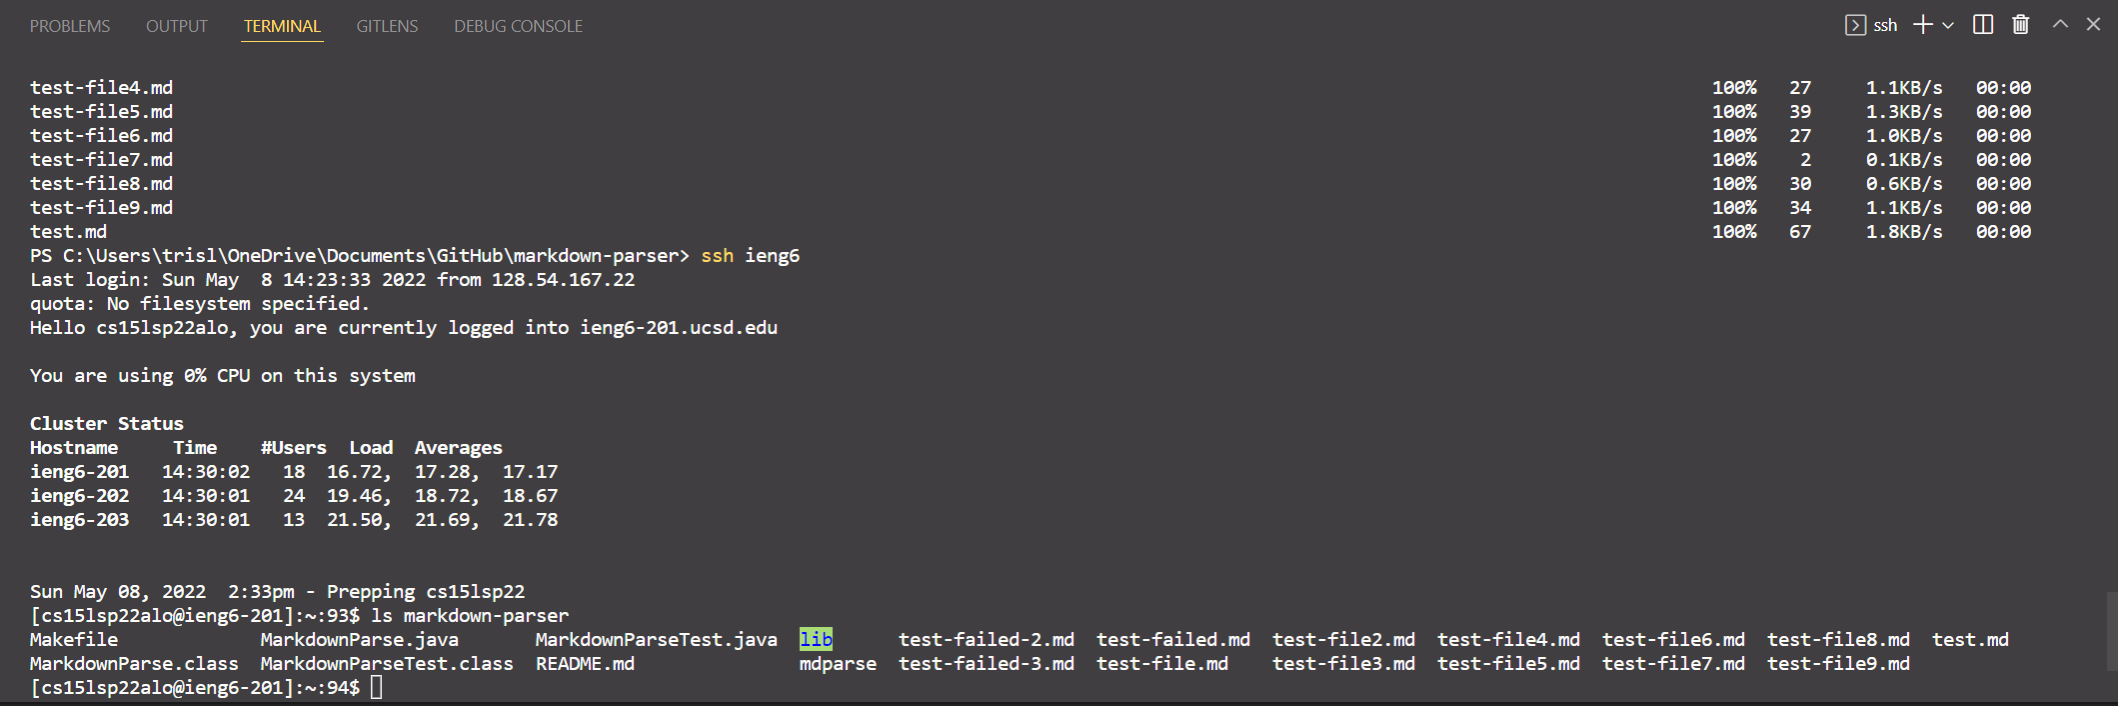 PROBLEMS OUTPUT TERMINAL GITLENS DEBUG CONSOLE ssh
test-file4.md 100% 27 1.1KB/s 00:00
test-file5.md 100% 39 1.3KB/s 00:00
test-file6.md 100% 27 1.0KB/s 00:00
test-file7.md 100% 2 0.1KB/s 00:00
test-file8.md 100% 30 0.6KB/s 00:00
test-file9.md 100% 34 1.1KB/s 00:00
test.md 100% 67 1.8KB/s 00:00
PS C:\Users\trisl\OneDrive\Documents\GitHub\markdown-parser> ssh ieng6
Last login: Sun May  8 14:23:33 2022 from 128.54.167.22
quota: No filesystem specified.
Hello cs15lsp22alo, you are currently logged into ieng6-201.ucsd.edu
You are using 0% CPU on this system
Cluster Status
Hostname Time #Users Load Averages
ieng6-201 14:30:02 18 16.72, 17.28, 17.17
ieng6-202 14:30:01 24 19.46, 18.72, 18.67
ieng6-203 14:30:01 13 21.50, 21.69, 21.78
Sun May 08, 2022  2:33pm - Prepping cs15lsp22
[cs15lsp22alo@ieng6-201]:~:93$ ls markdown-parser
Makefile MarkdownParse.java MarkdownParseTest.java lib test-failed-2.md test-failed.md test-file2.md test-file4.md test-file6.md test-file8.md test.md
MarkdownParse.class MarkdownParseTest.class README.md mdparse test-failed-3.md test-file.md test-file3.md test-file5.md test-file7.md test-file9.md
[cs15lsp22alo@ieng6-201]:~:94$